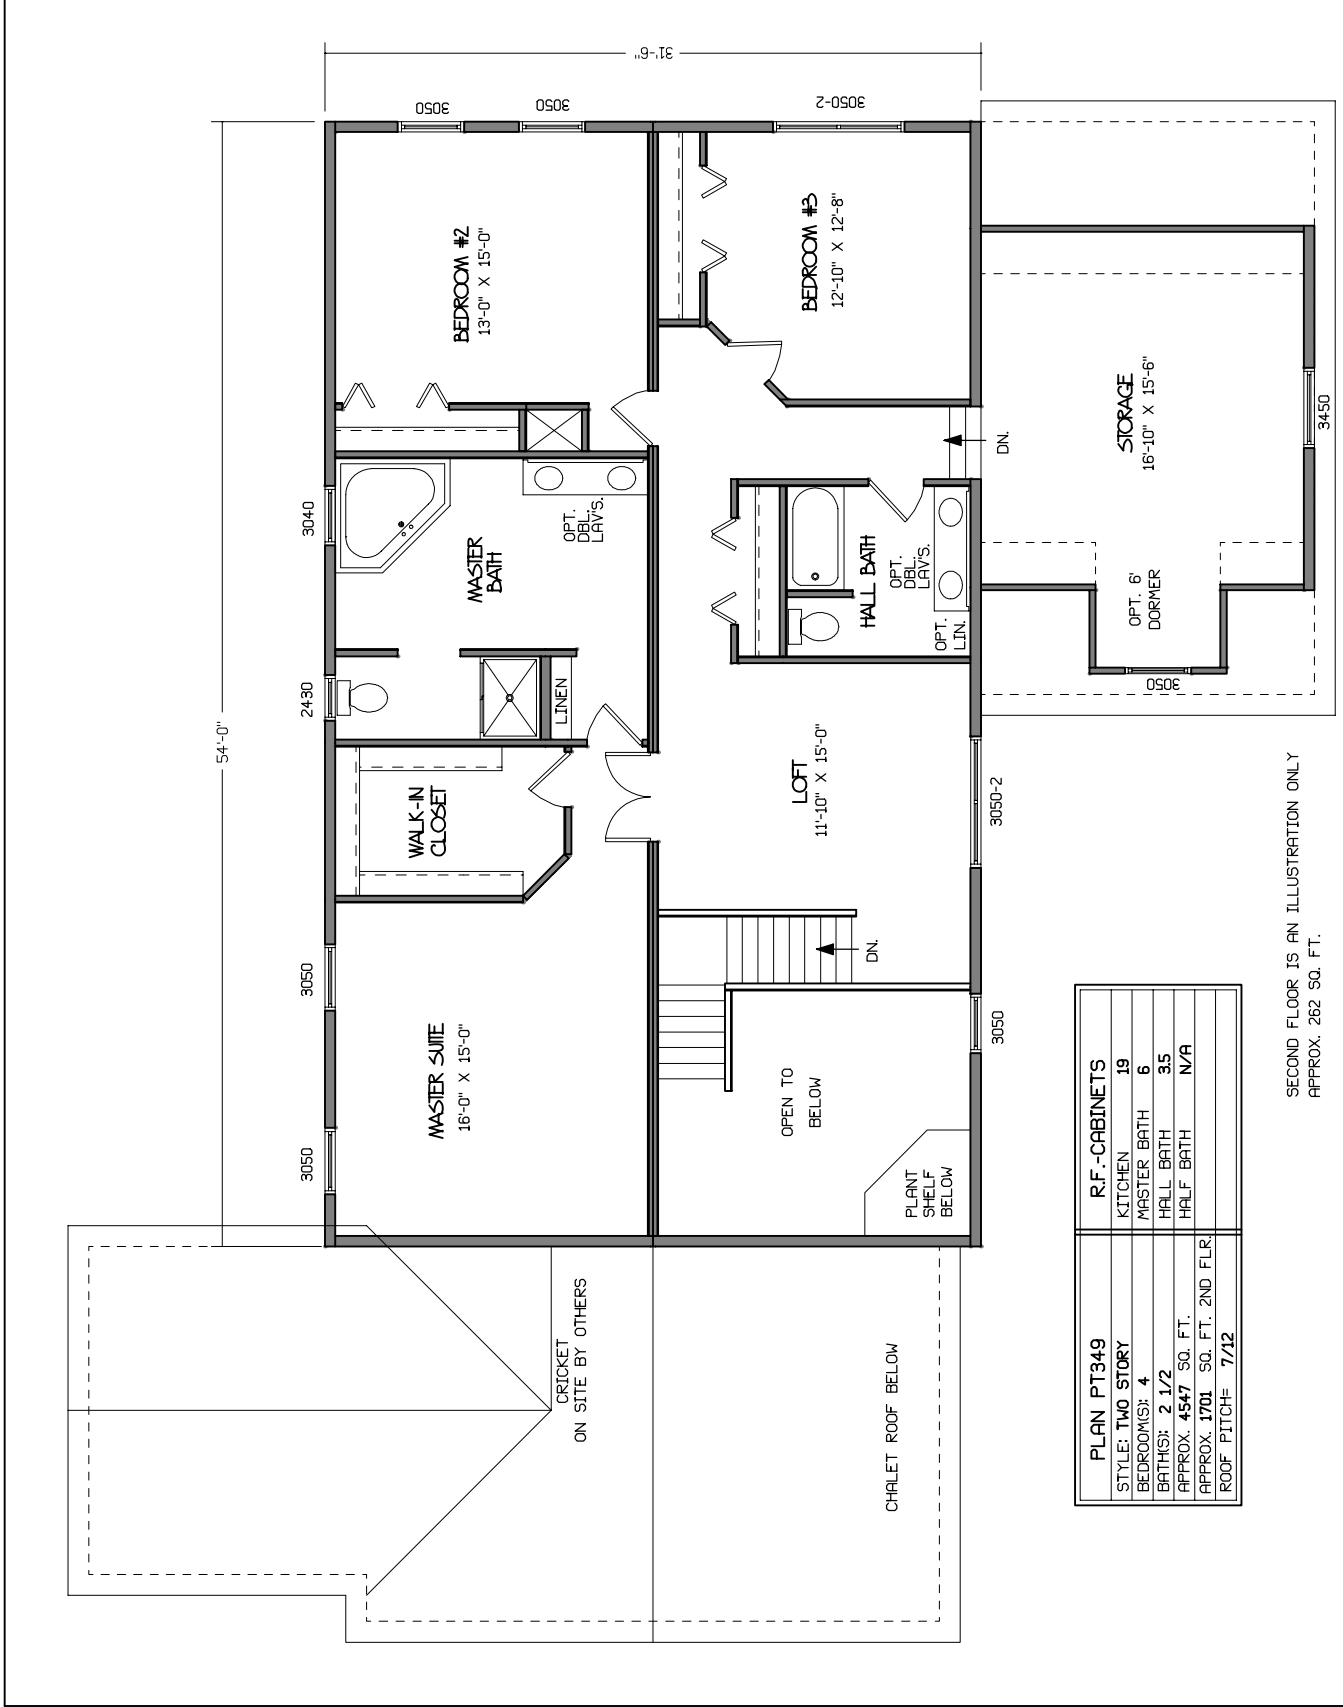 31'-6"
3050
3050
3050-2
54'-0"
BEDROOM #2
13'-0" X 15'-0"
BEDROOM #3
12'-10" X 12'-8"
STORAGE
16'-10" X 15'-6"
3450
DN.
3040
MASTER
BATH
OPT.
DBL.
LAV'S.
HALL BATH
OPT.
DBL.
LAV'S.
OPT.
LIN.
OPT. 6'
DORMER
3050
2430
LINEN
WALK-IN
CLOSET
LOFT
11'-10" X 15'-0"
3050-2
DN.
3050
3050
3050
MASTER SUITE
16'-0" X 15'-0"
OPEN TO
BELOW
PLANT
SHELF
BELOW
CRICKET
ON SITE BY OTHERS
CHALET ROOF BELOW
PLAN PT349
STYLE: TWO STORY
BEDROOM(S): 4
BATH(S): 2 1/2
APPROX. 4547 SQ. FT.
APPROX. 1701 SQ. FT. 2ND FLR.
ROOF PITCH= 7/12
R.F.-CABINETS
KITCHEN 19
MASTER BATH 6
HALL BATH 3.5
HALF BATH N/A
SECOND FLOOR IS AN ILLUSTRATION ONLY
APPROX. 262 SQ. FT.